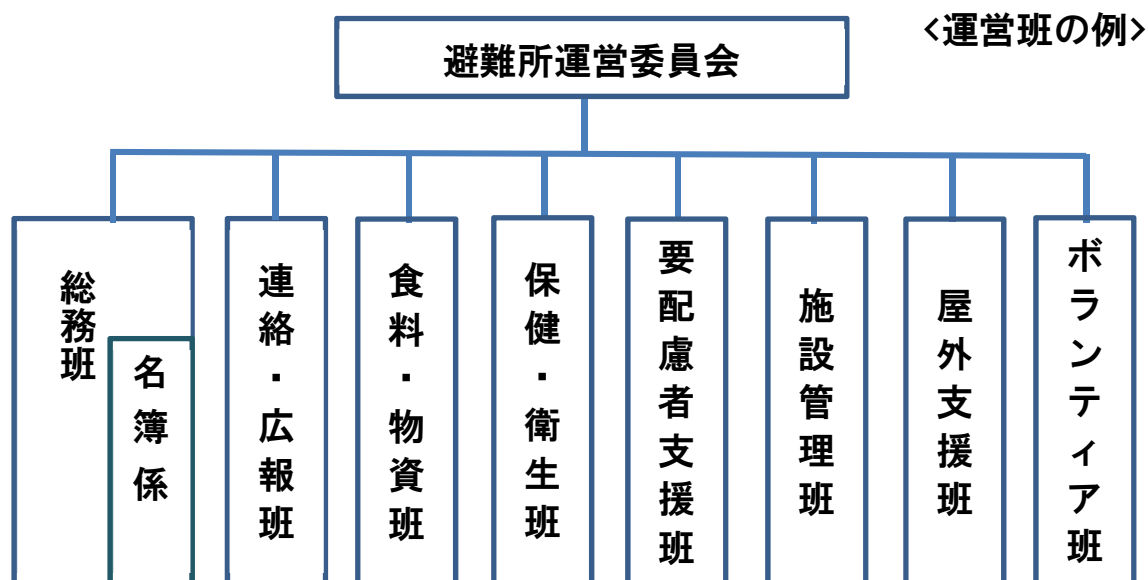 <運営班の例>
避難所運営委員会
総務班
名簿係
連絡・広報班
食料・物資班
保健・衛生班
要配慮者支援班
施設管理班
屋外支援班
ボランティア班